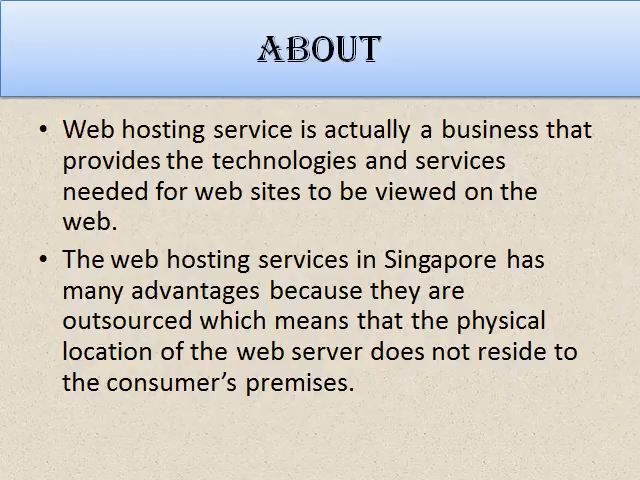 ABOUT
• Web hosting service is actually a business that
provides the technologies and services
needed for web sites to be viewed on the
web.
• The web hosting services in Singapore has
many advantages because they are
outsourced which means that the physical
location of the web server does not reside to
the consumer’s premises.